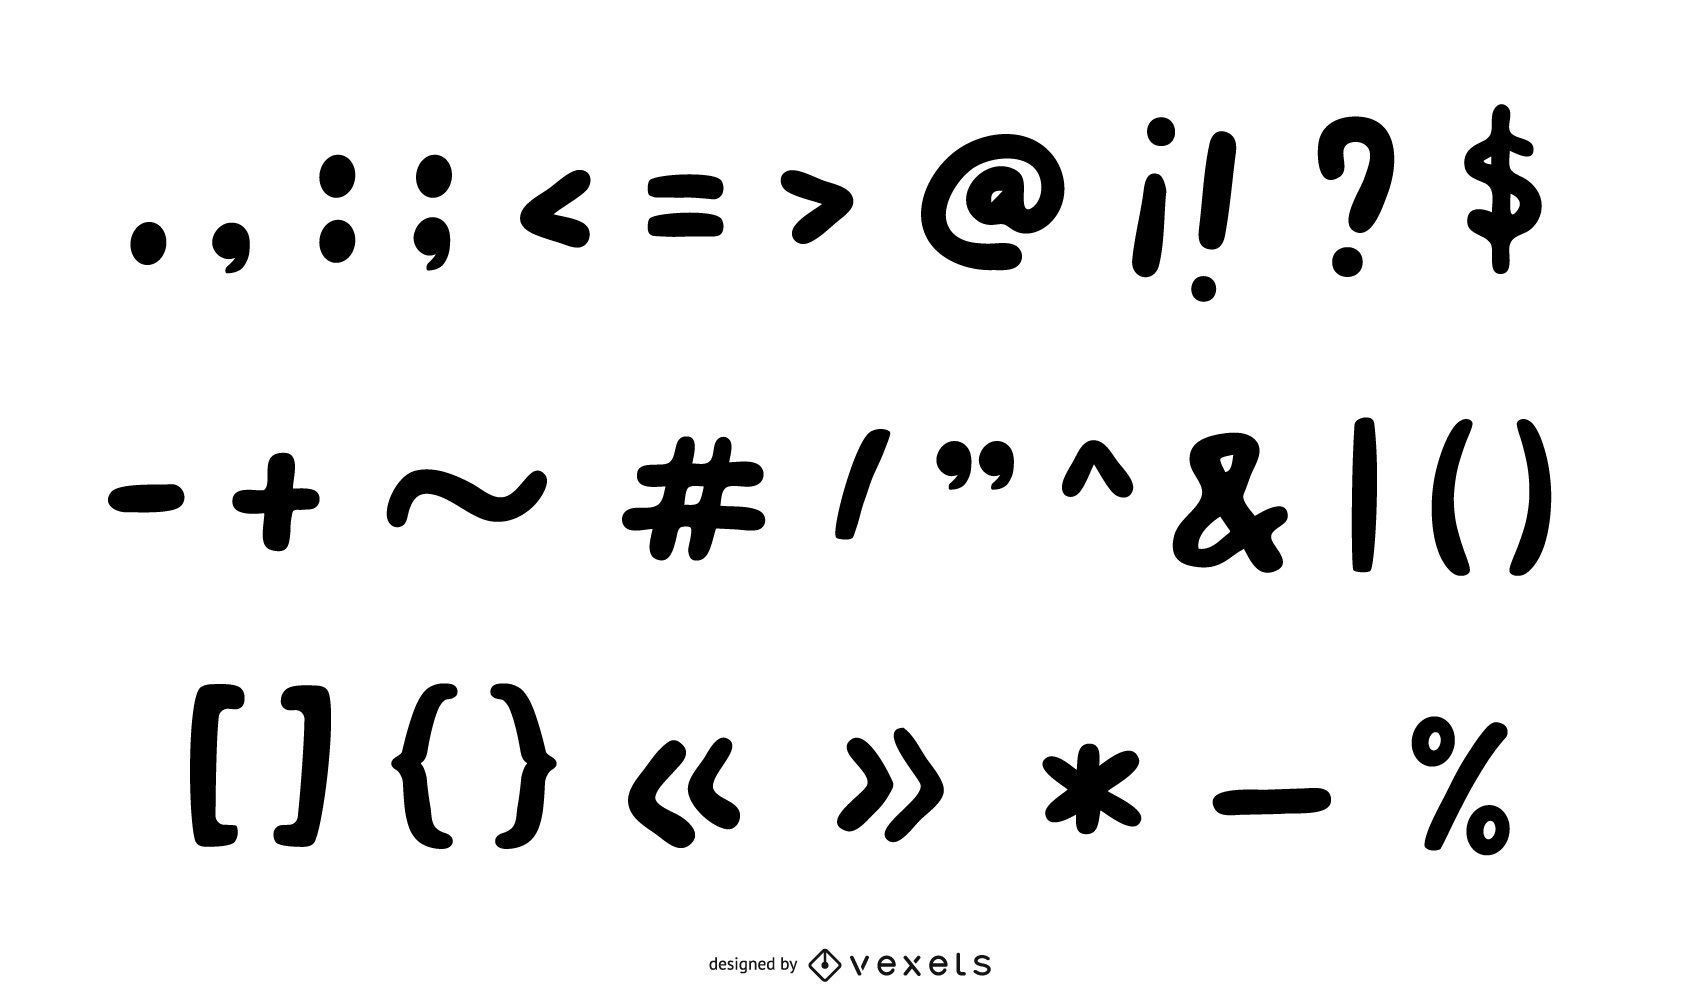 . , : ; < = > @ ¡ ! ? $
- + ~ # / ” ^ & | ( )
[ ] { } « » * – %
designed by vexels